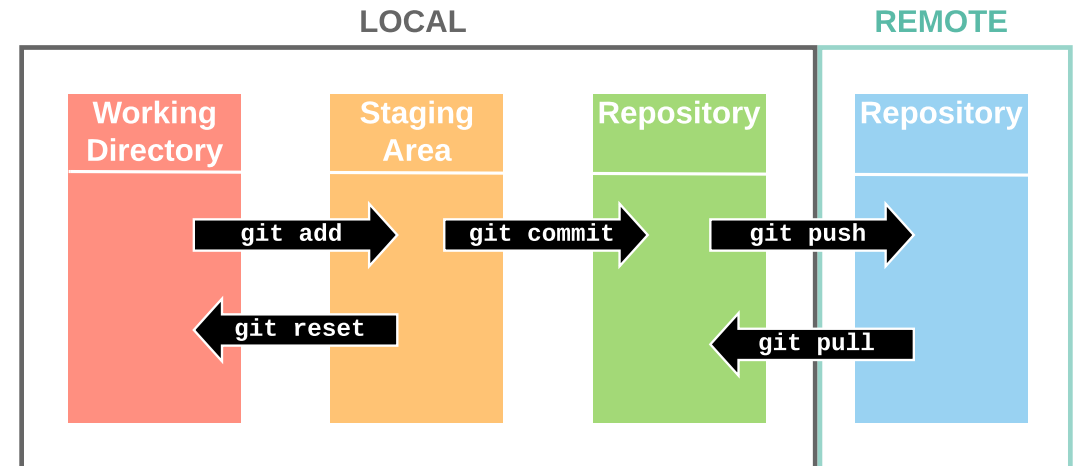 LOCAL
REMOTE
Working
Directory
Staging
Area
Repository
Repository
git add
git commit
git push
git reset
git pull